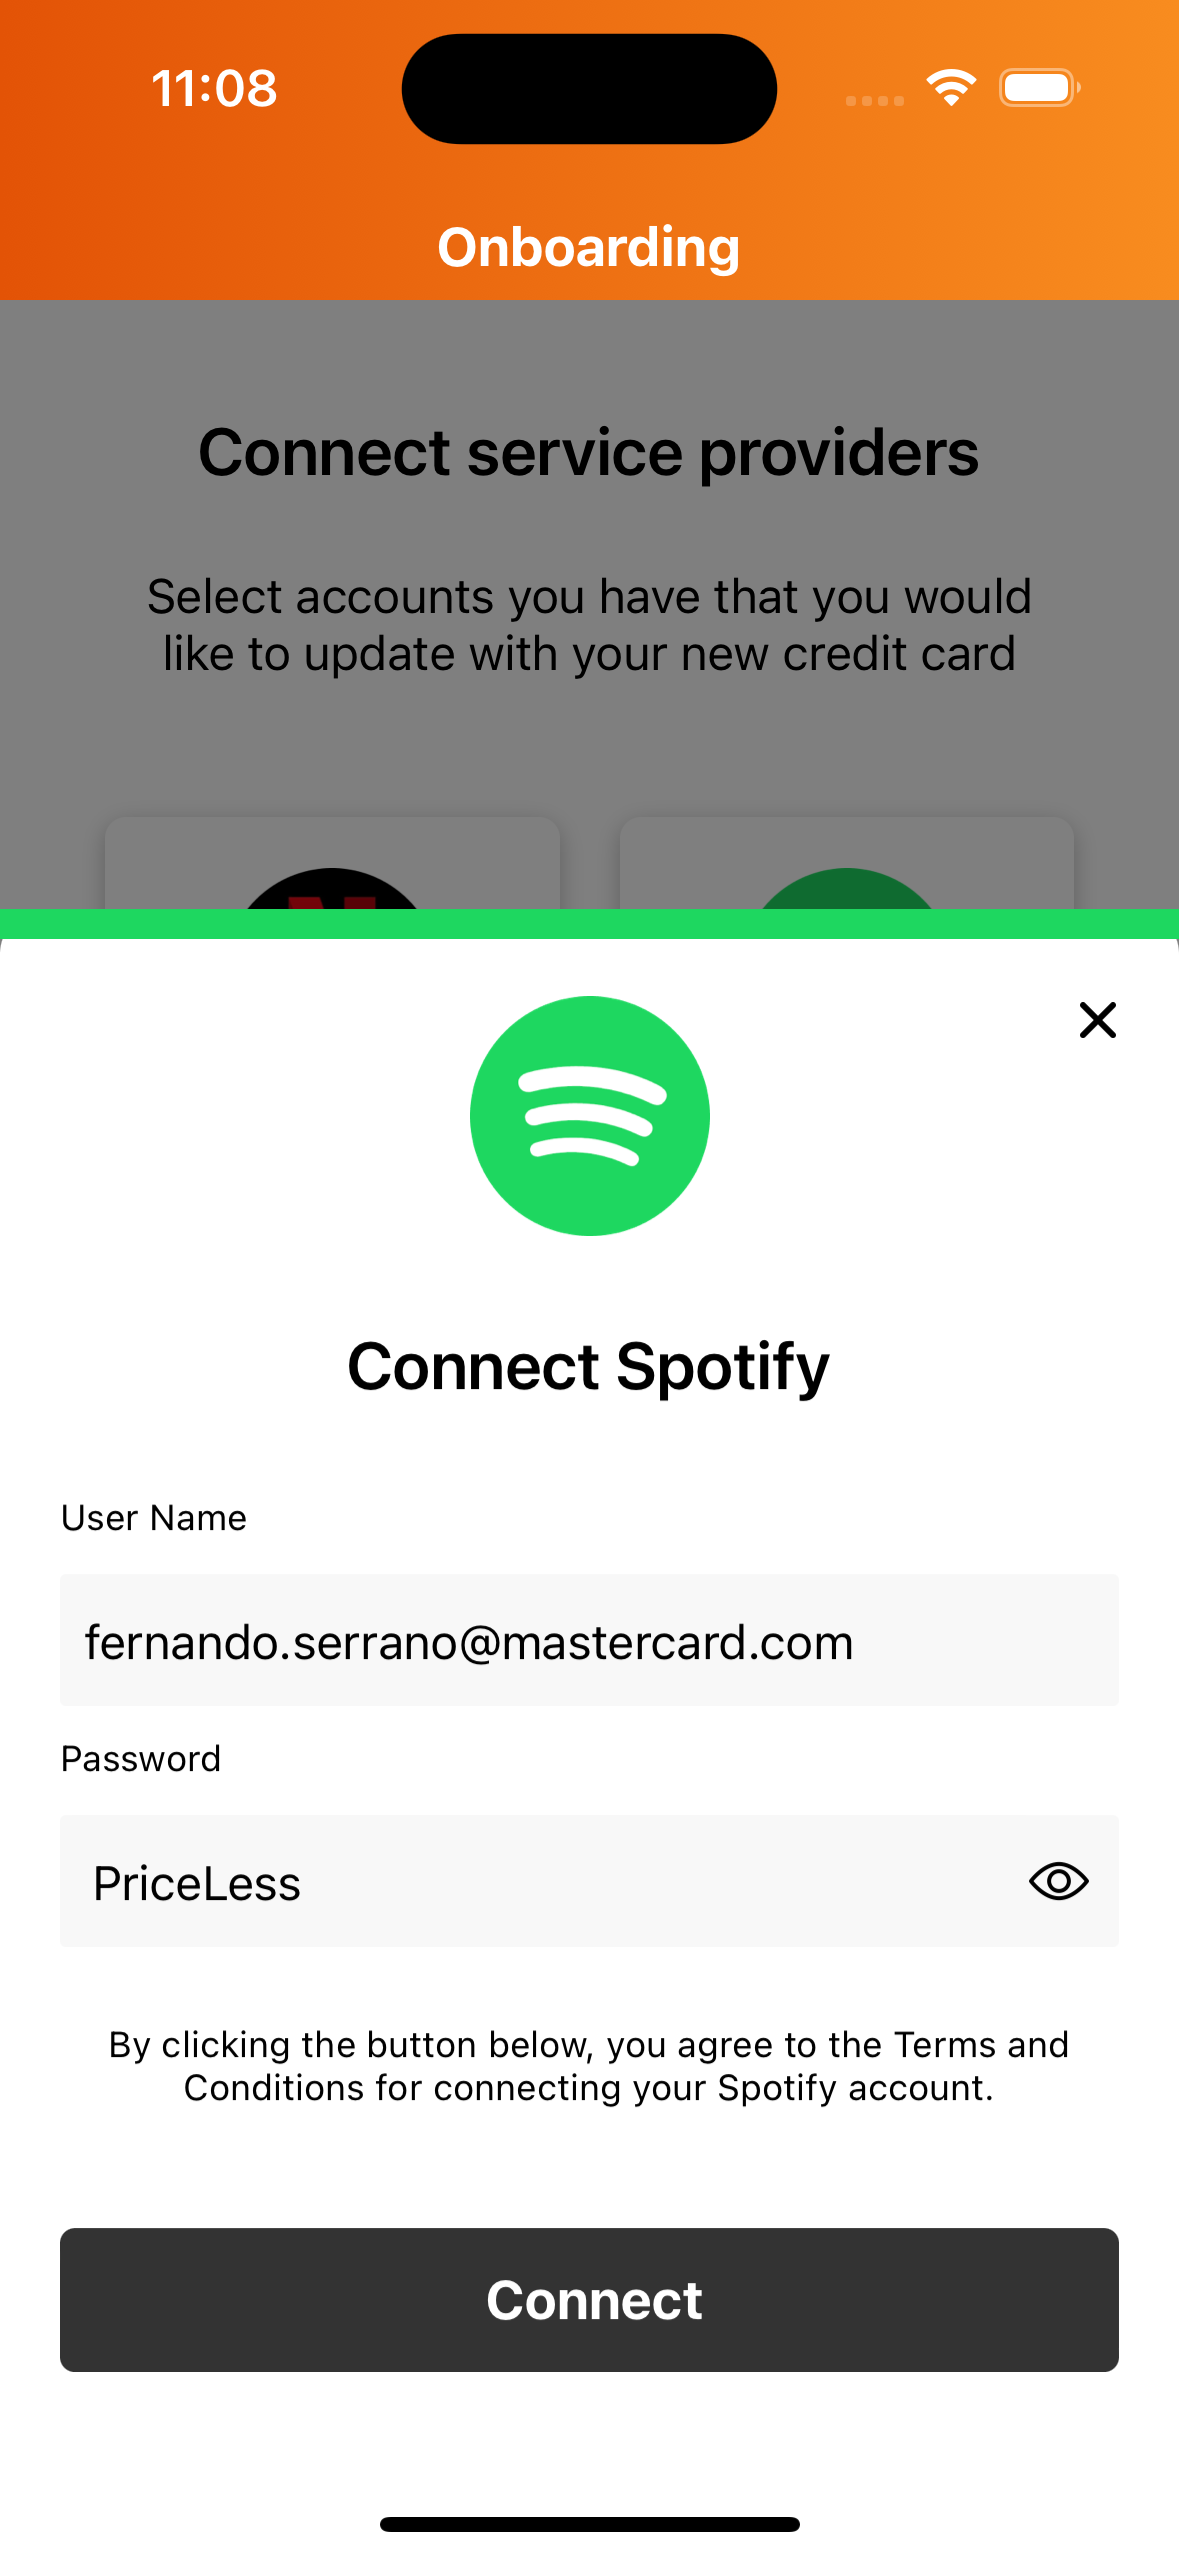 11:08
Onboarding
Connect service providers
Select accounts you have that you would
like to update with your new credit card
Connect Spotify
User Name
fernando.serrano@mastercard.com
Password
PriceLess
By clicking the button below, you agree to the Terms and
Conditions for connecting your Spotify account.
Connect